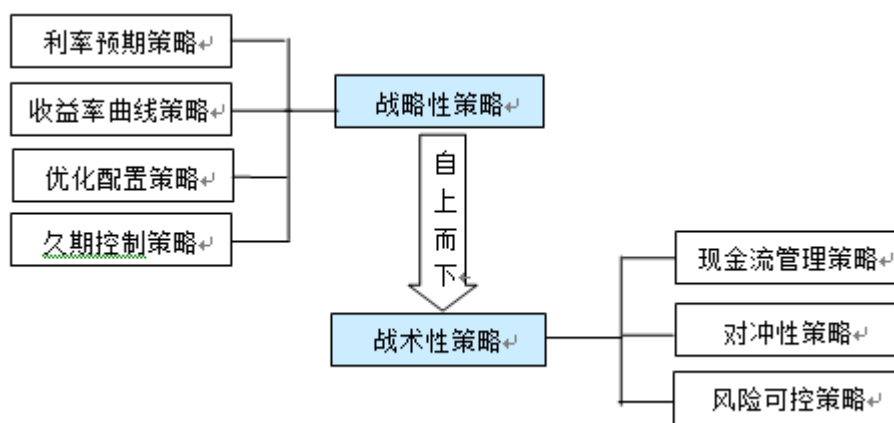 利率预期策略
收益率曲线策略
优化配置策略
久期控制策略
战略性策略
自
上
而
下
战术性策略
现金流管理策略
对冲性策略
风险可控策略